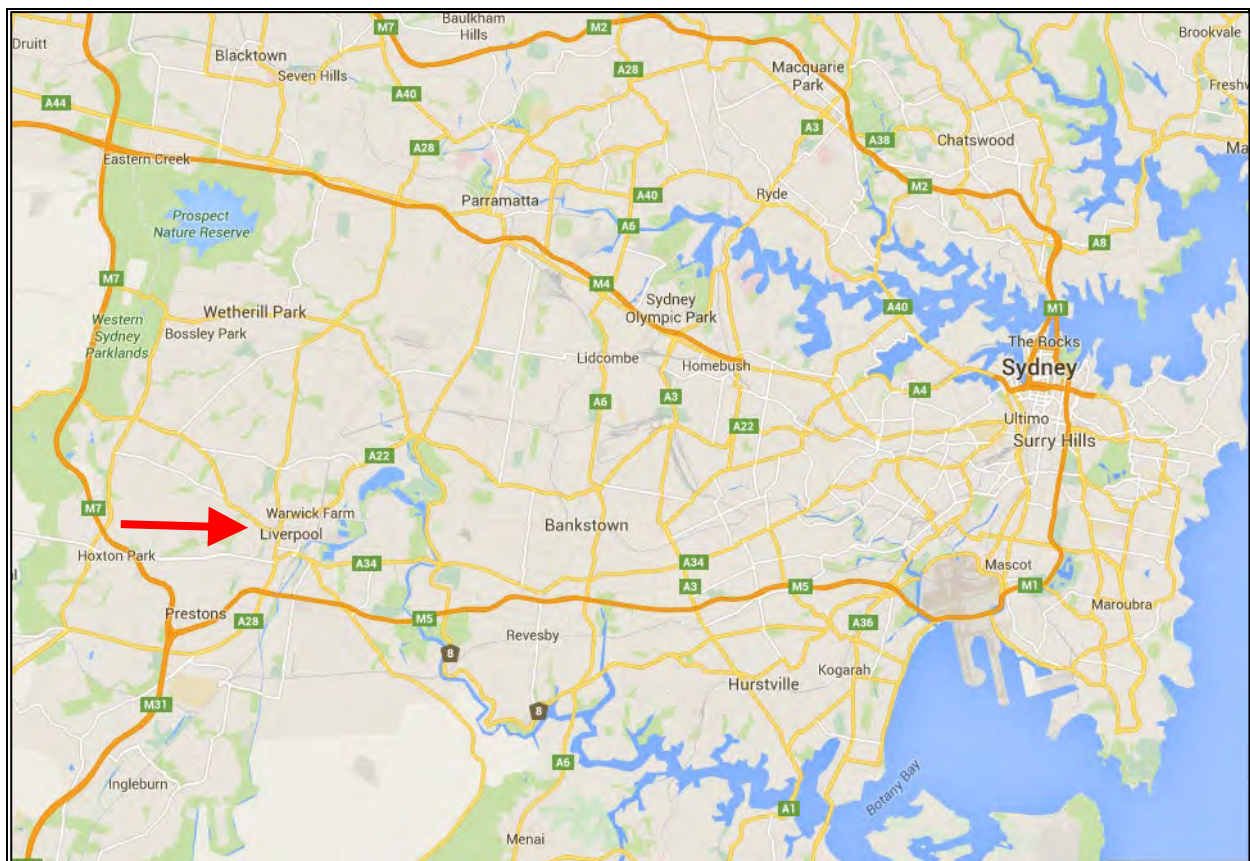 M7
M2
Baulkham
Hills
Brookvale
Druitt
Blacktown
Seven Hills
A28
Macquarie
Park
Freshw
A40
A44
A3
A38
Chatswood
A28
Ma
Eastern Creek
Parramatta
A40
Ryde
M2
Prospect
Nature Reserve
A6
A8
M7
M4
Sydney
Olympic Park
A40
M1
Wetherill Park
Western
Sydney
Parklands
Bossley Park
The Rocks
Lidcombe
Homebush
Sydney
A6
A3
A4
A22
Ultimo
Surry Hills
A22
M7
Warwick Farm
Liverpool
Bankstown
Hoxton Park
A34
A34
Mascot
al
A3
M5
M1
Prestons
A28
M5
Maroubra
Revesby
A36
8
Kogarah
Hurstville
M31
8
A6
Ingleburn
Botany Bay
A1
Menai